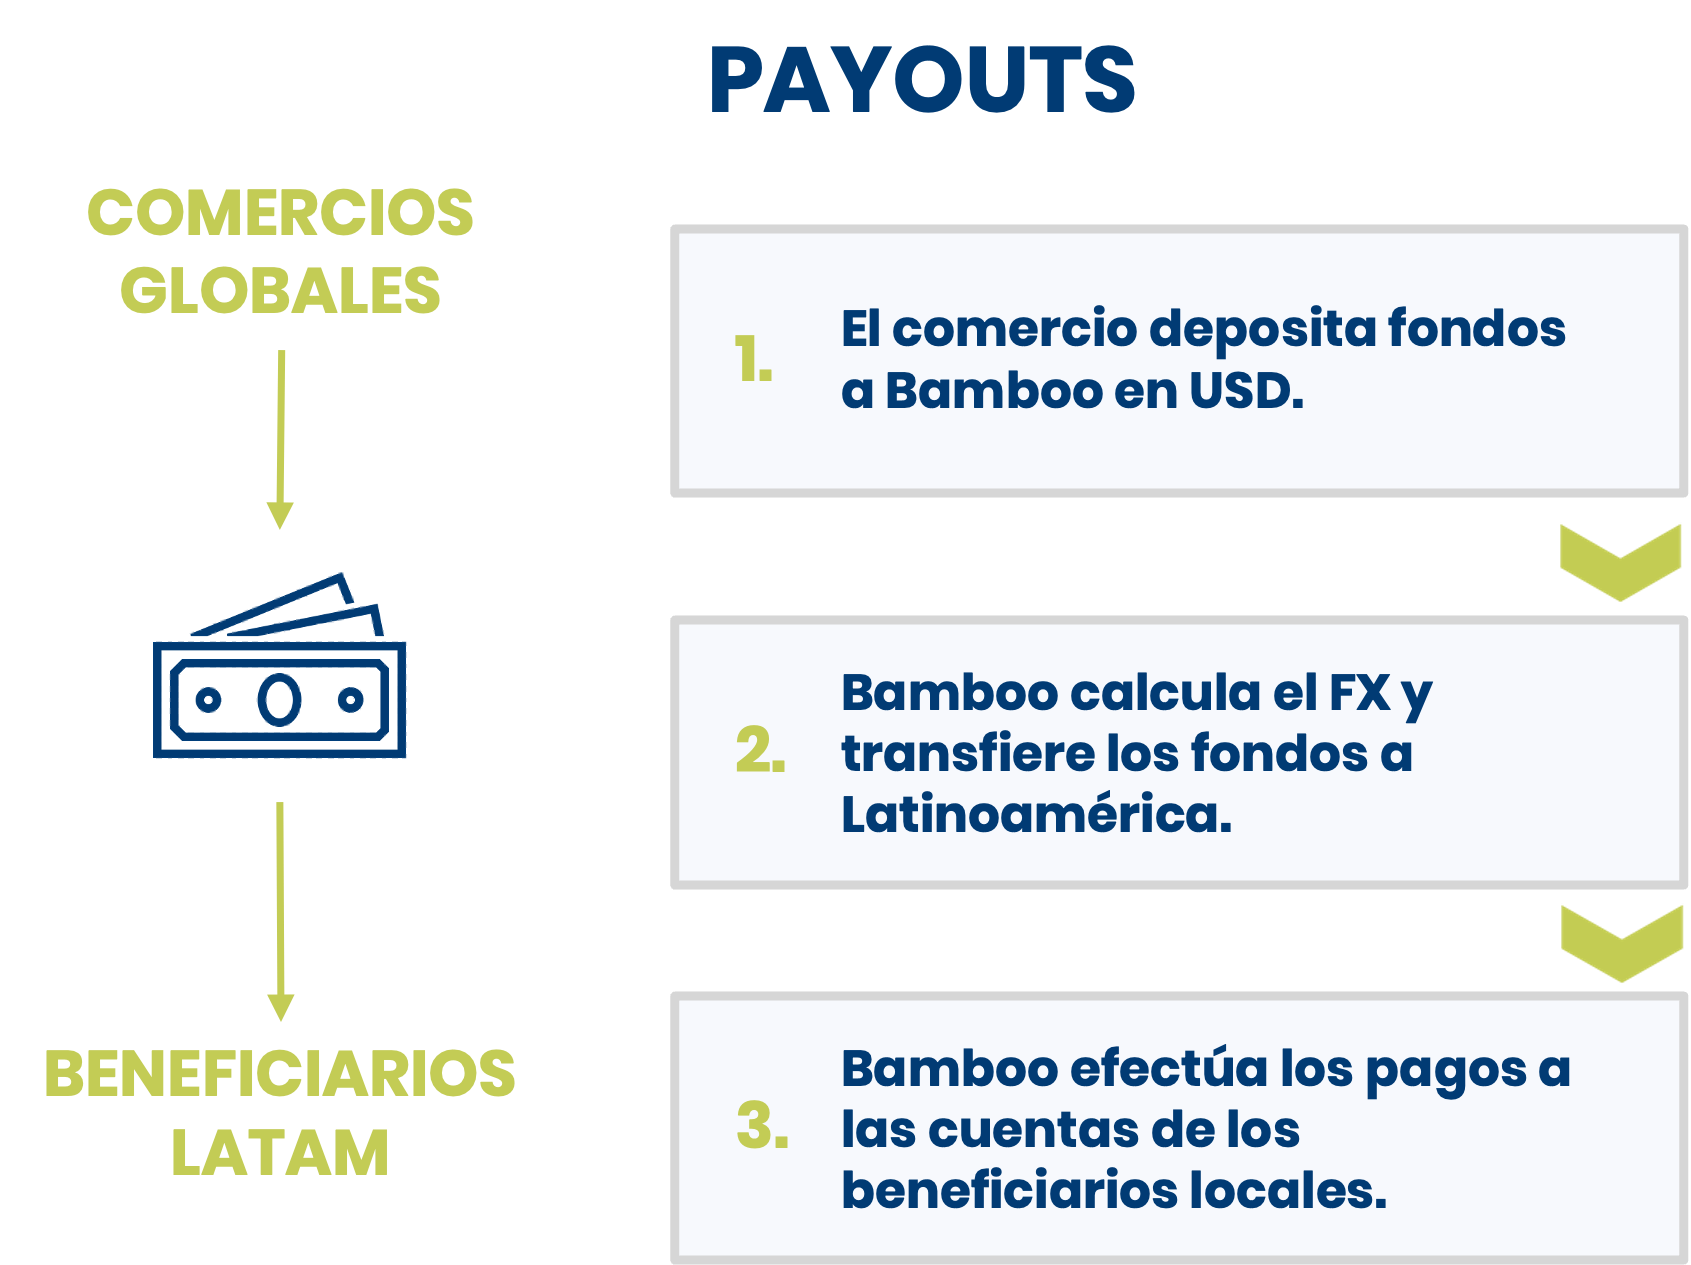 PAYOUTS
COMERCIOS
GLOBALES
1.
El comercio deposita fondos
a Bamboo en USD.
2.
Bamboo calcula el FX y
transfiere los fondos a
Latinoamérica.
BENEFICIARIOS
LATAM
3.
Bamboo efectúa los pagos a
las cuentas de los
beneficiarios locales.